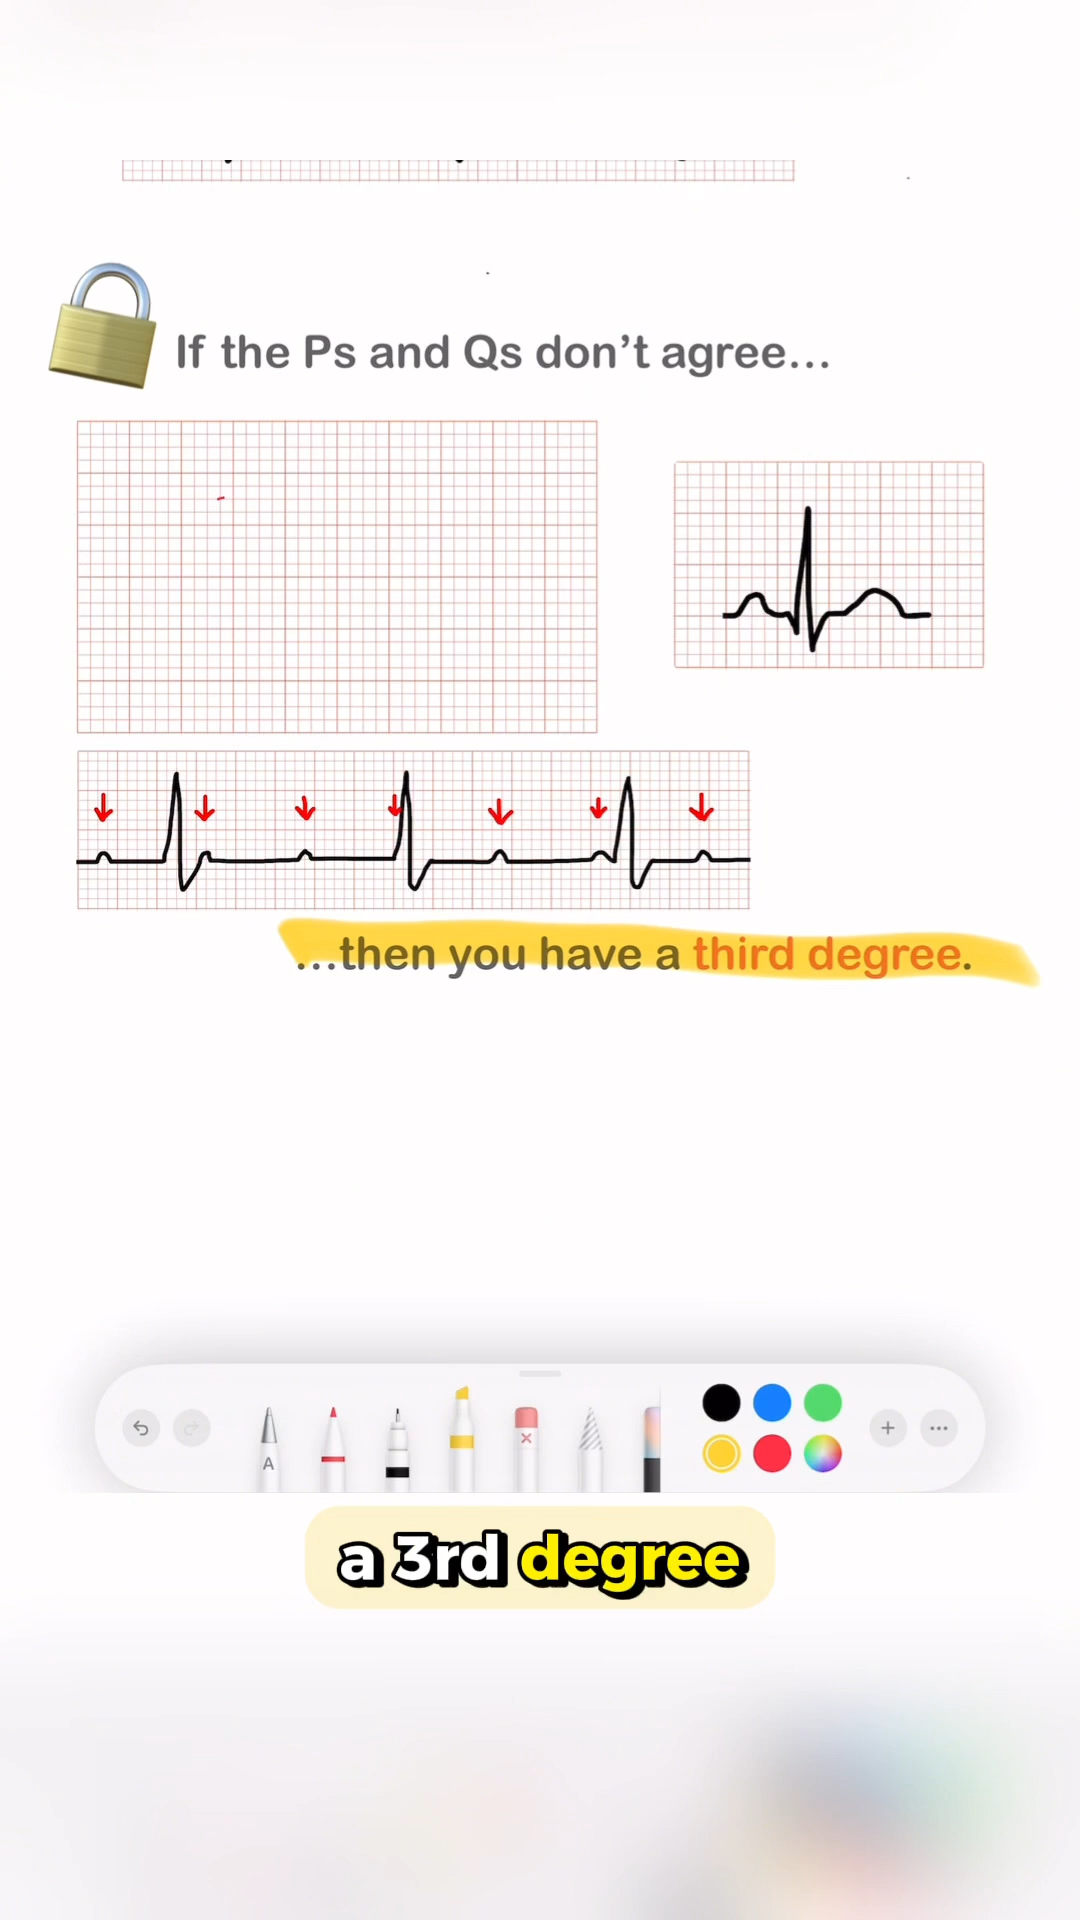 If the Ps and Qs don’t agree...
...then you have a third degree.
A
a 3rd degree